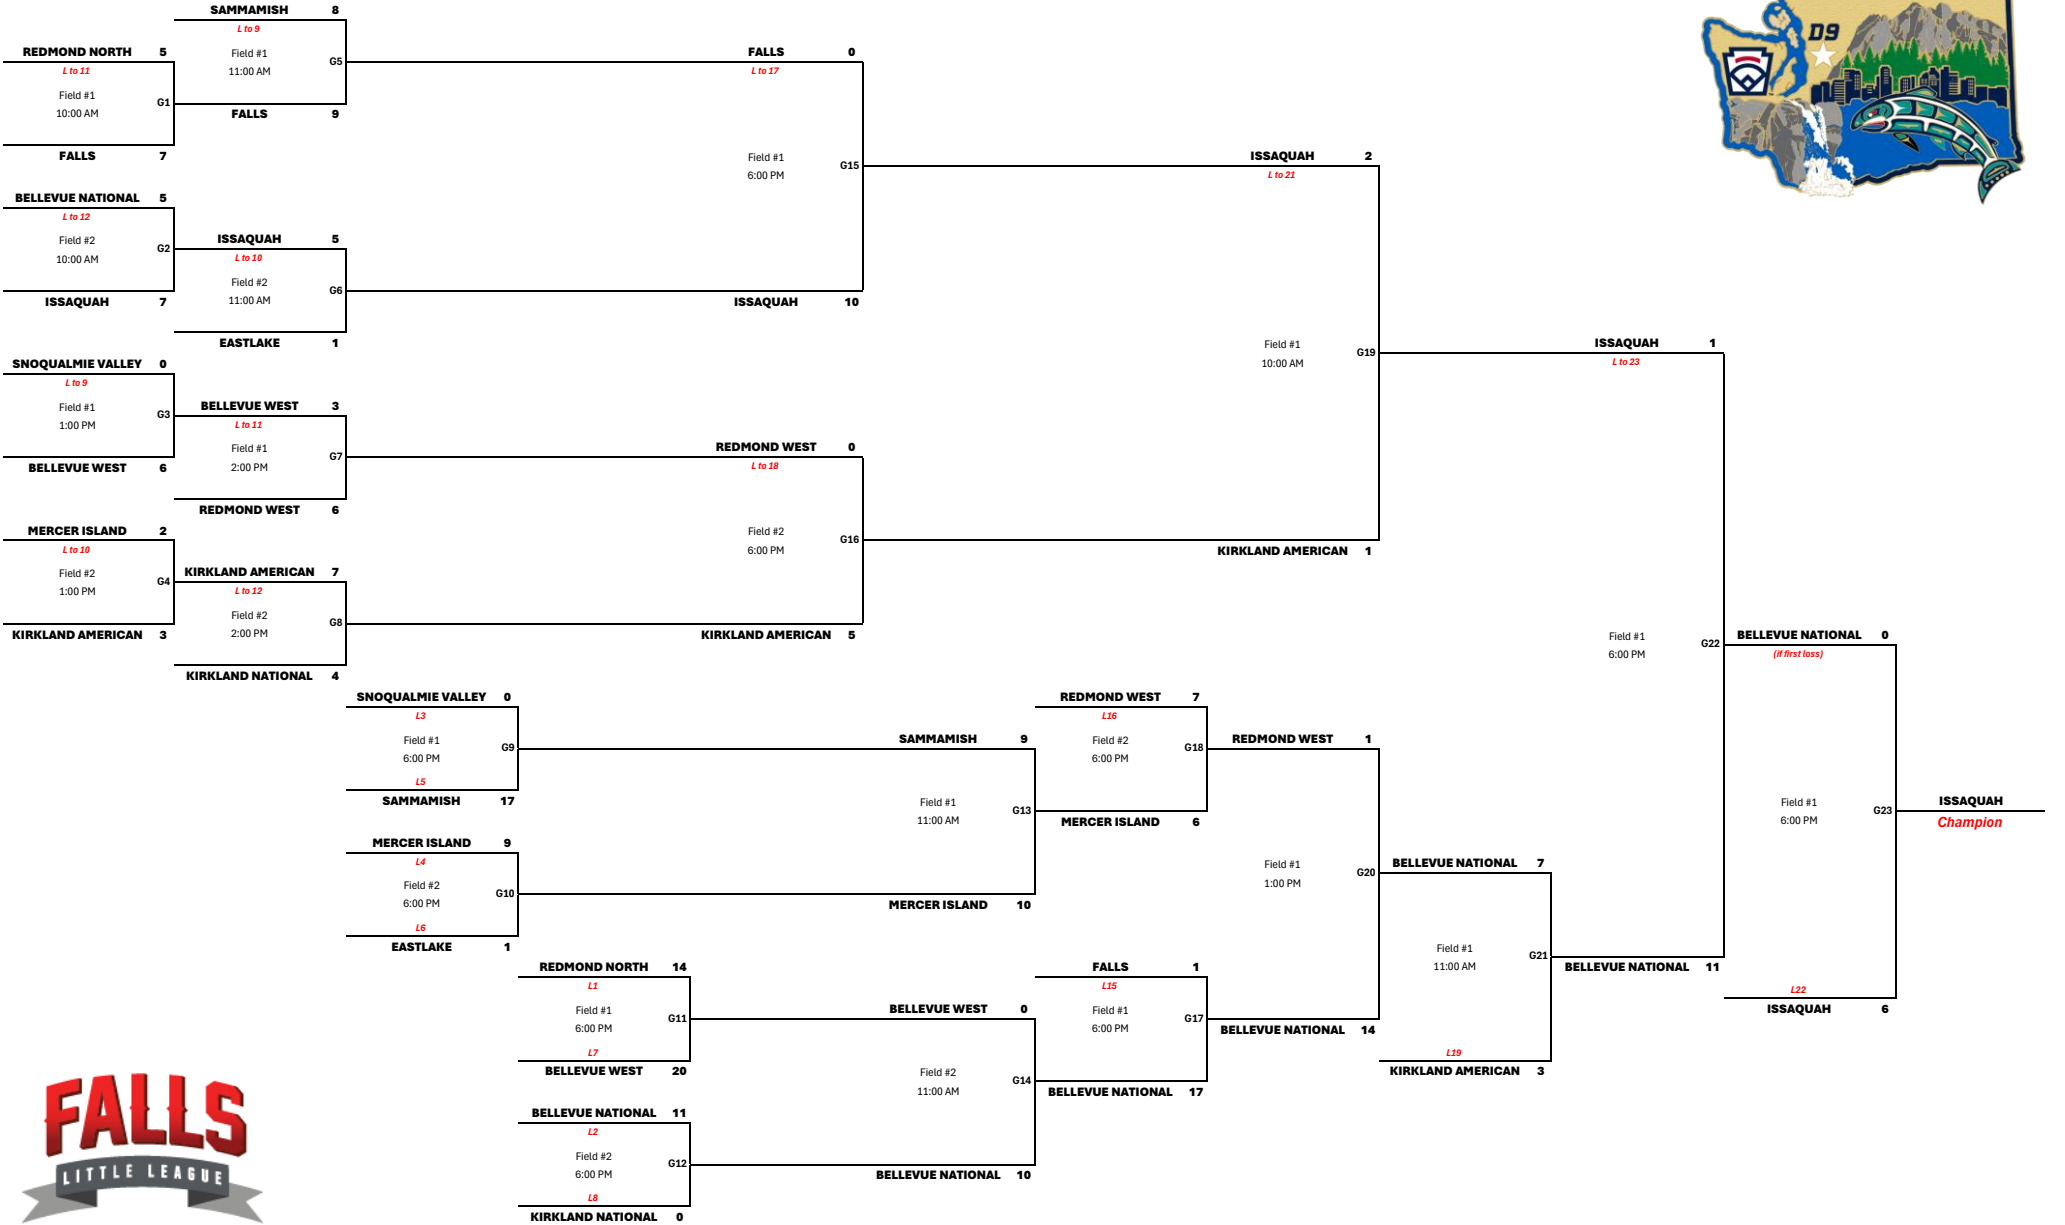 SAMMAMISH 8
L to 9
Field #1
11:00 AM
G5
FALLS 9
REDMOND NORTH 5
L to 11
Field #1
10:00 AM
G1
FALLS 7
BELLEVUE NATIONAL 5
L to 12
Field #2
10:00 AM
G2
ISSAQUAH 7
ISSAQUAH 5
L to 10
Field #2
11:00 AM
G6
EASTLAKE 1
SNOQUALMIE VALLEY 0
L to 9
Field #1
1:00 PM
G3
BELLEVUE WEST 6
BELLEVUE WEST 3
L to 11
Field #1
2:00 PM
G7
REDMOND WEST 6
MERCER ISLAND 2
L to 10
Field #2
1:00 PM
G4
KIRKLAND AMERICAN 3
KIRKLAND AMERICAN 7
L to 12
Field #2
2:00 PM
G8
KIRKLAND NATIONAL 4
FALLS 0
L to 17
Field #1
6:00 PM
G15
ISSAQUAH 10
REDMOND WEST 0
L to 18
Field #2
6:00 PM
G16
KIRKLAND AMERICAN 5
ISSAQUAH 2
L to 21
Field #1
10:00 AM
G19
KIRKLAND AMERICAN 1
D9
ISSAQUAH 1
L to 23
Field #1
6:00 PM
G22
BELLEVUE NATIONAL 11
SNOQUALMIE VALLEY 0
L3
Field #1
6:00 PM
G9
L5
SAMMAMISH 17
MERCER ISLAND 9
L4
Field #2
6:00 PM
G10
L6
EASTLAKE 1
REDMOND NORTH 14
L1
Field #1
6:00 PM
G11
L7
BELLEVUE WEST 20
BELLEVUE NATIONAL 11
L2
Field #2
6:00 PM
G12
L8
KIRKLAND NATIONAL 0
SAMMAMISH 9
Field #1
11:00 AM
G13
MERCER ISLAND 10
BELLEVUE WEST 0
Field #2
11:00 AM
G14
BELLEVUE NATIONAL 10
REDMOND WEST 7
L16
Field #2
6:00 PM
G18
MERCER ISLAND 6
FALLS 1
L15
Field #1
6:00 PM
G17
BELLEVUE NATIONAL 17
REDMOND WEST 1
Field #1
1:00 PM
G20
BELLEVUE NATIONAL 14
BELLEVUE NATIONAL 7
Field #1
11:00 AM
G21
L19
KIRKLAND AMERICAN 3
BELLEVUE NATIONAL 0
(if first loss)
Field #1
6:00 PM
G23
L22
ISSAQUAH 6
ISSAQUAH
Champion
FALLS
LITTLE LEAGUE